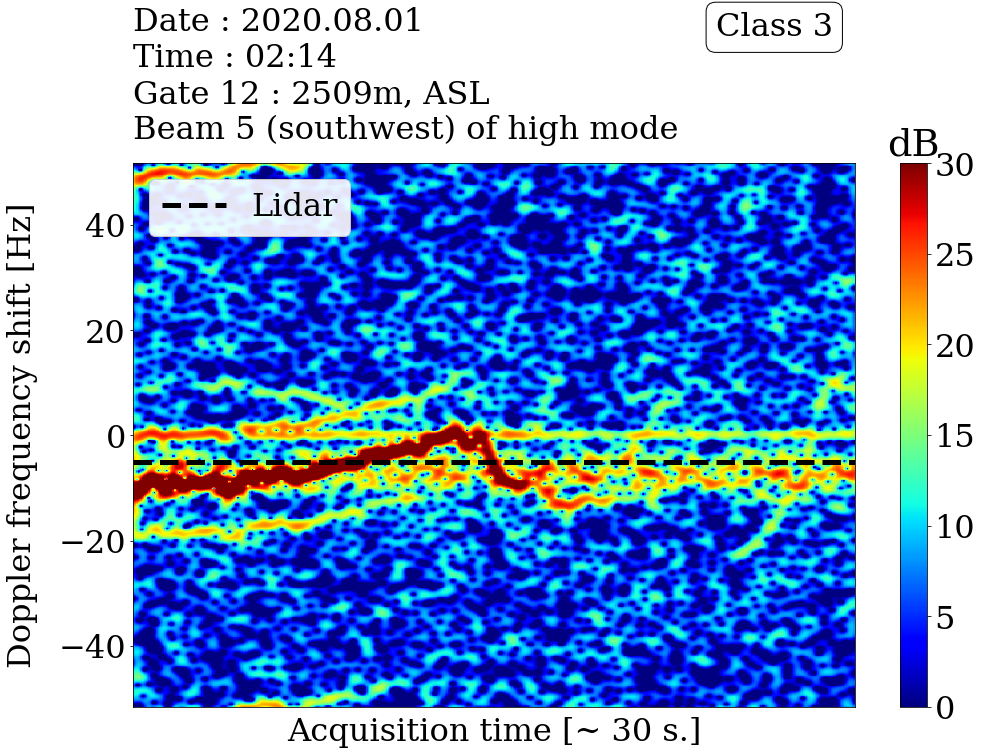 Date : 2020.08.01
Time : 02:14
Gate 12 : 2509m, ASL
Beam 5 (southwest) of high mode
Class 3
dB
Lidar
Doppler frequency shift [Hz]
40
20
0
−20
−40
Acquisition time [~ 30 s.]
30
25
20
15
10
5
0